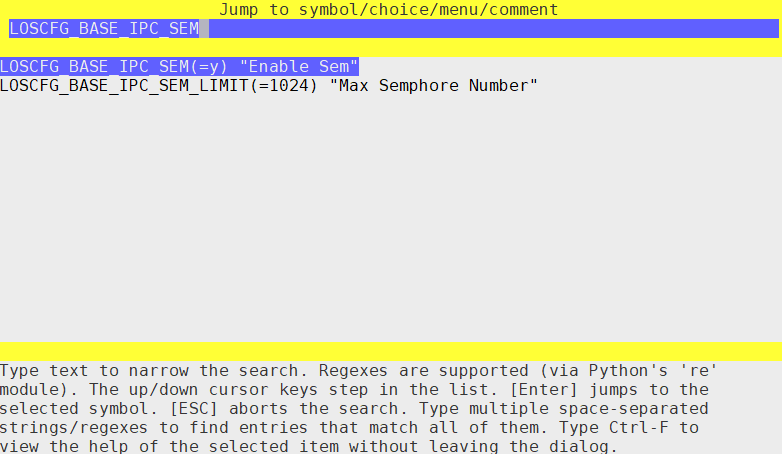 Jump to symbol/choice/menu/comment
LOSCFG_BASE_IPC_SEM
LOSCFG_BASE_IPC_SEM(=y) "Enable Sem"
LOSCFG_BASE_IPC_SEM_LIMIT(=1024) "Max Semphore Number"
Type text to narrow the search. Regexes are supported (via Python's 're'
module). The up/down cursor keys step in the list. [Enter] jumps to the
selected symbol. [ESC] aborts the search. Type multiple space-separated
strings/regexes to find entries that match all of them. Type Ctrl-F to
view the help of the selected item without leaving the dialog.